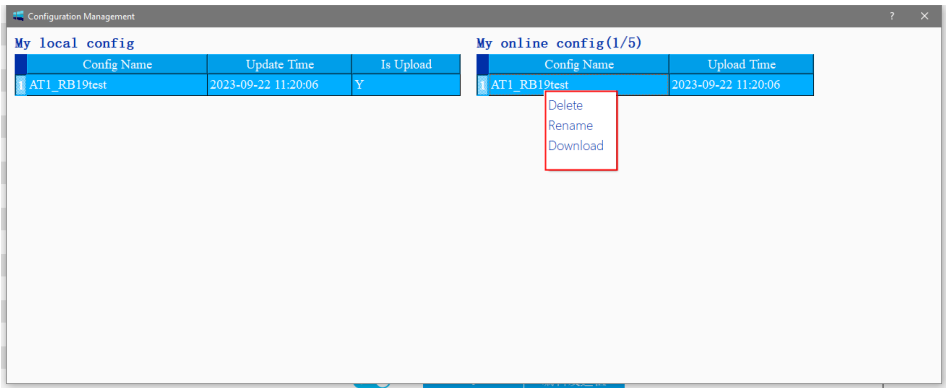 Configuration Management
?
My local config
Config Name Update Time Is Upload
1 AT1_RB19test 2023-09-22 11:20:06 Y
My online config(1/5)
Config Name Upload Time
1 AT1_RB19test 2023-09-22 11:20:06
Delete
Rename
Download